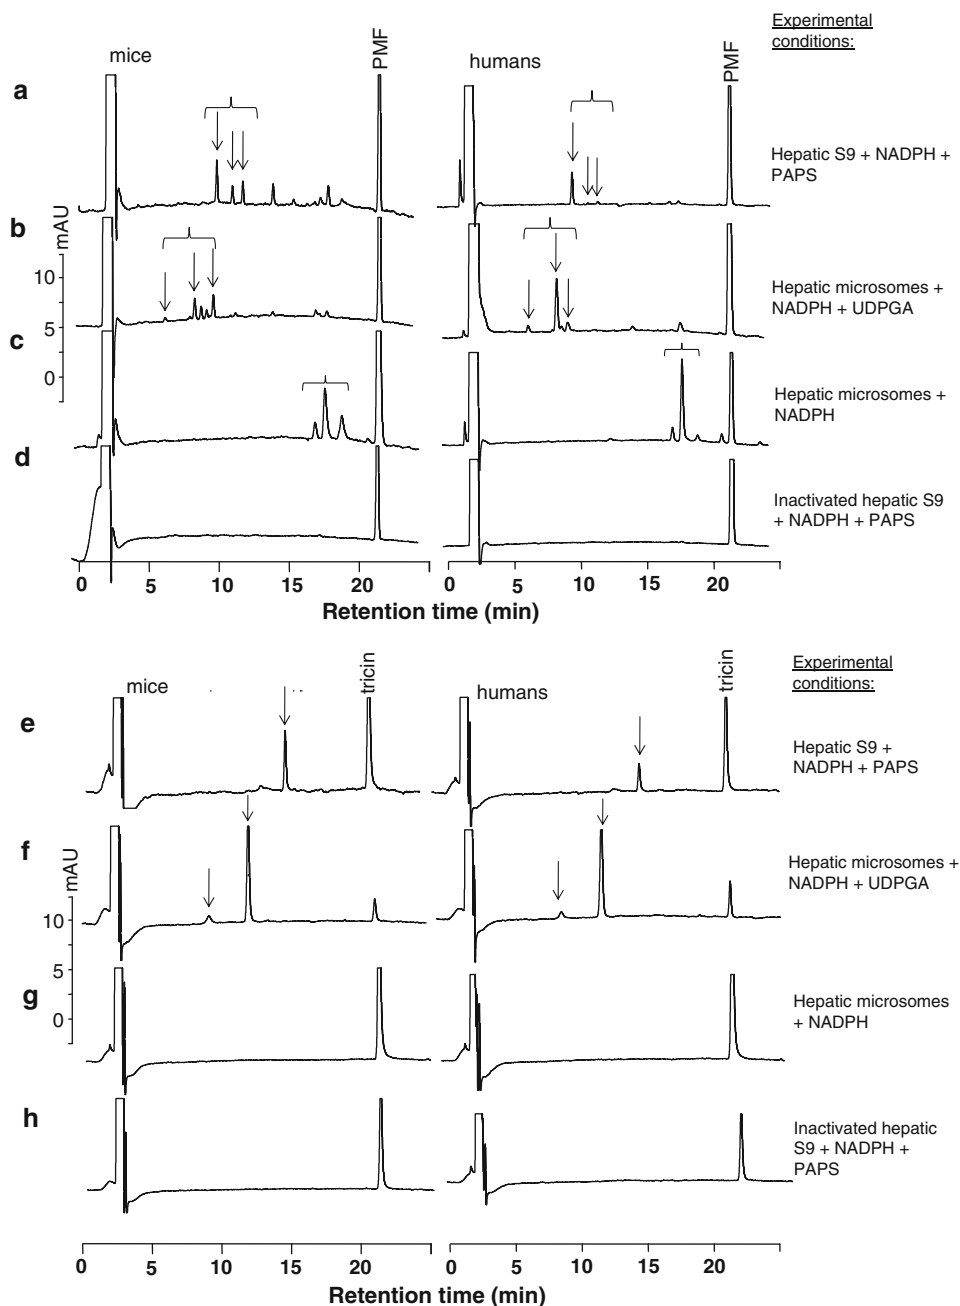 Experimental
conditions:
mice
PMF
humans
PMF
a
Hepatic S9 + NADPH +
PAPS
b
mAU
10
5
0
Hepatic microsomes +
NADPH + UDPGA
c
Hepatic microsomes +
NADPH
d
Inactivated hepatic S9
+ NADPH + PAPS
0 5 10 15 20 0 5 10 15 20
Retention time (min)
Experimental
conditions:
mice
tricin
humans
tricin
e
Hepatic S9 +
NADPH + PAPS
f
mAU
10
5
0
Hepatic microsomes +
NADPH + UDPGA
g
Hepatic microsomes
+ NADPH
h
Inactivated hepatic
S9 + NADPH +
PAPS
0 5 10 15 20 0 5 10 15 20
Retention time (min)